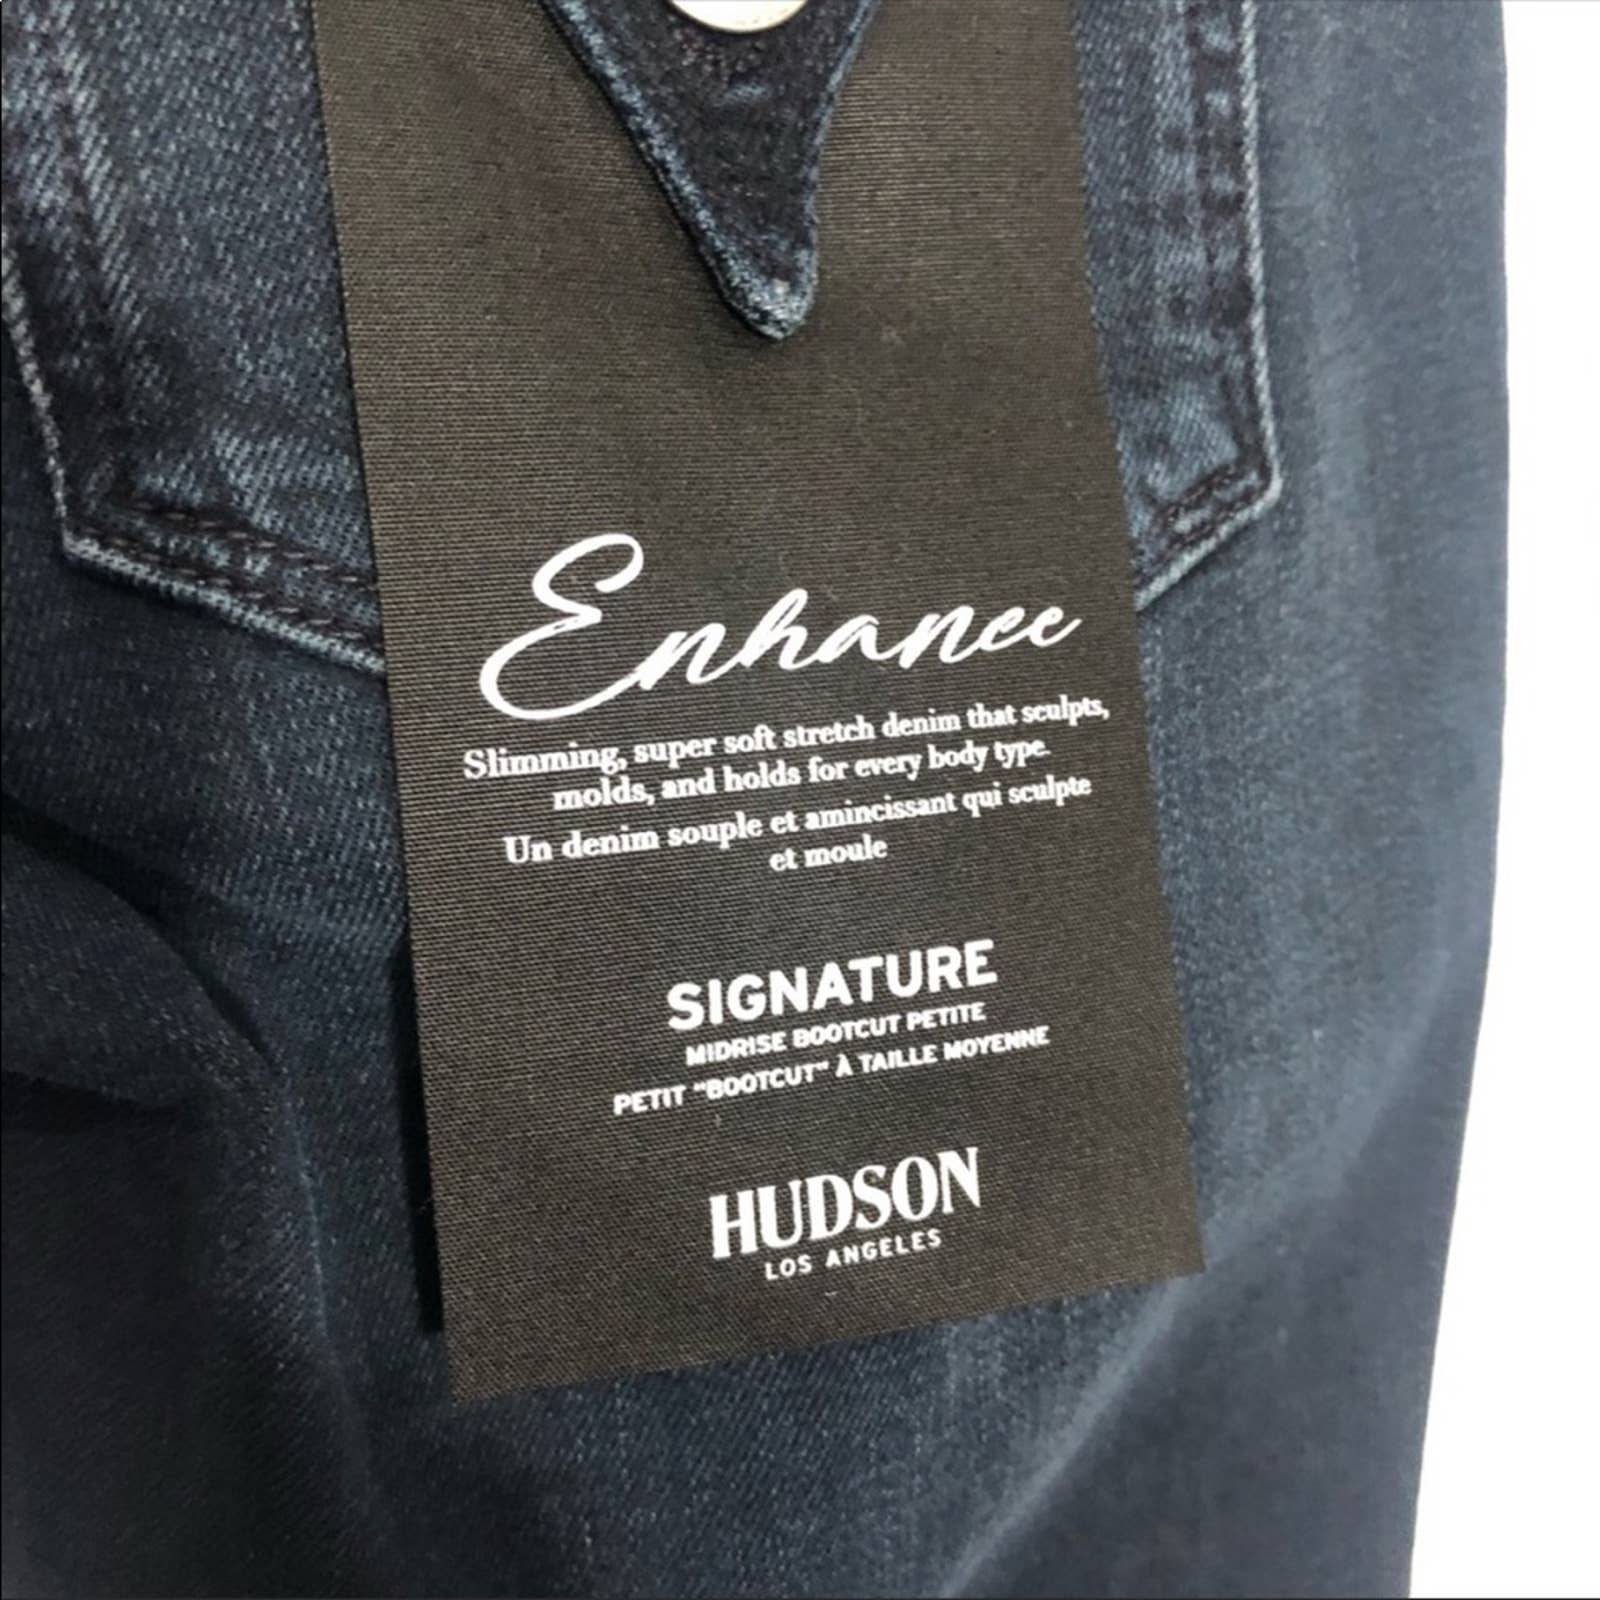 Enhance
Slimming, super soft stretch denim that sculpts,
molds, and holds for every body type.
Un denim souple et amincissant qui sculpte
et moule
SIGNATURE
MIDRISE BOOTCUT PETITE
PETIT "BOOTCUT" À TAILLE MOYENNE
HUDSON
LOS ANGELES